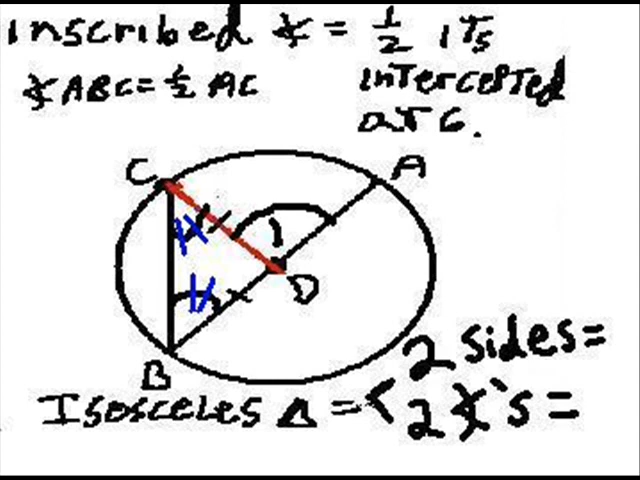 inscribed ∡ = 1/2 iTs
∡ABC = 1/2 AC
inTercepTed
arc.
C
A
1
D
B
2 sides =
Isosceles Δ = < 2 ∡'s =